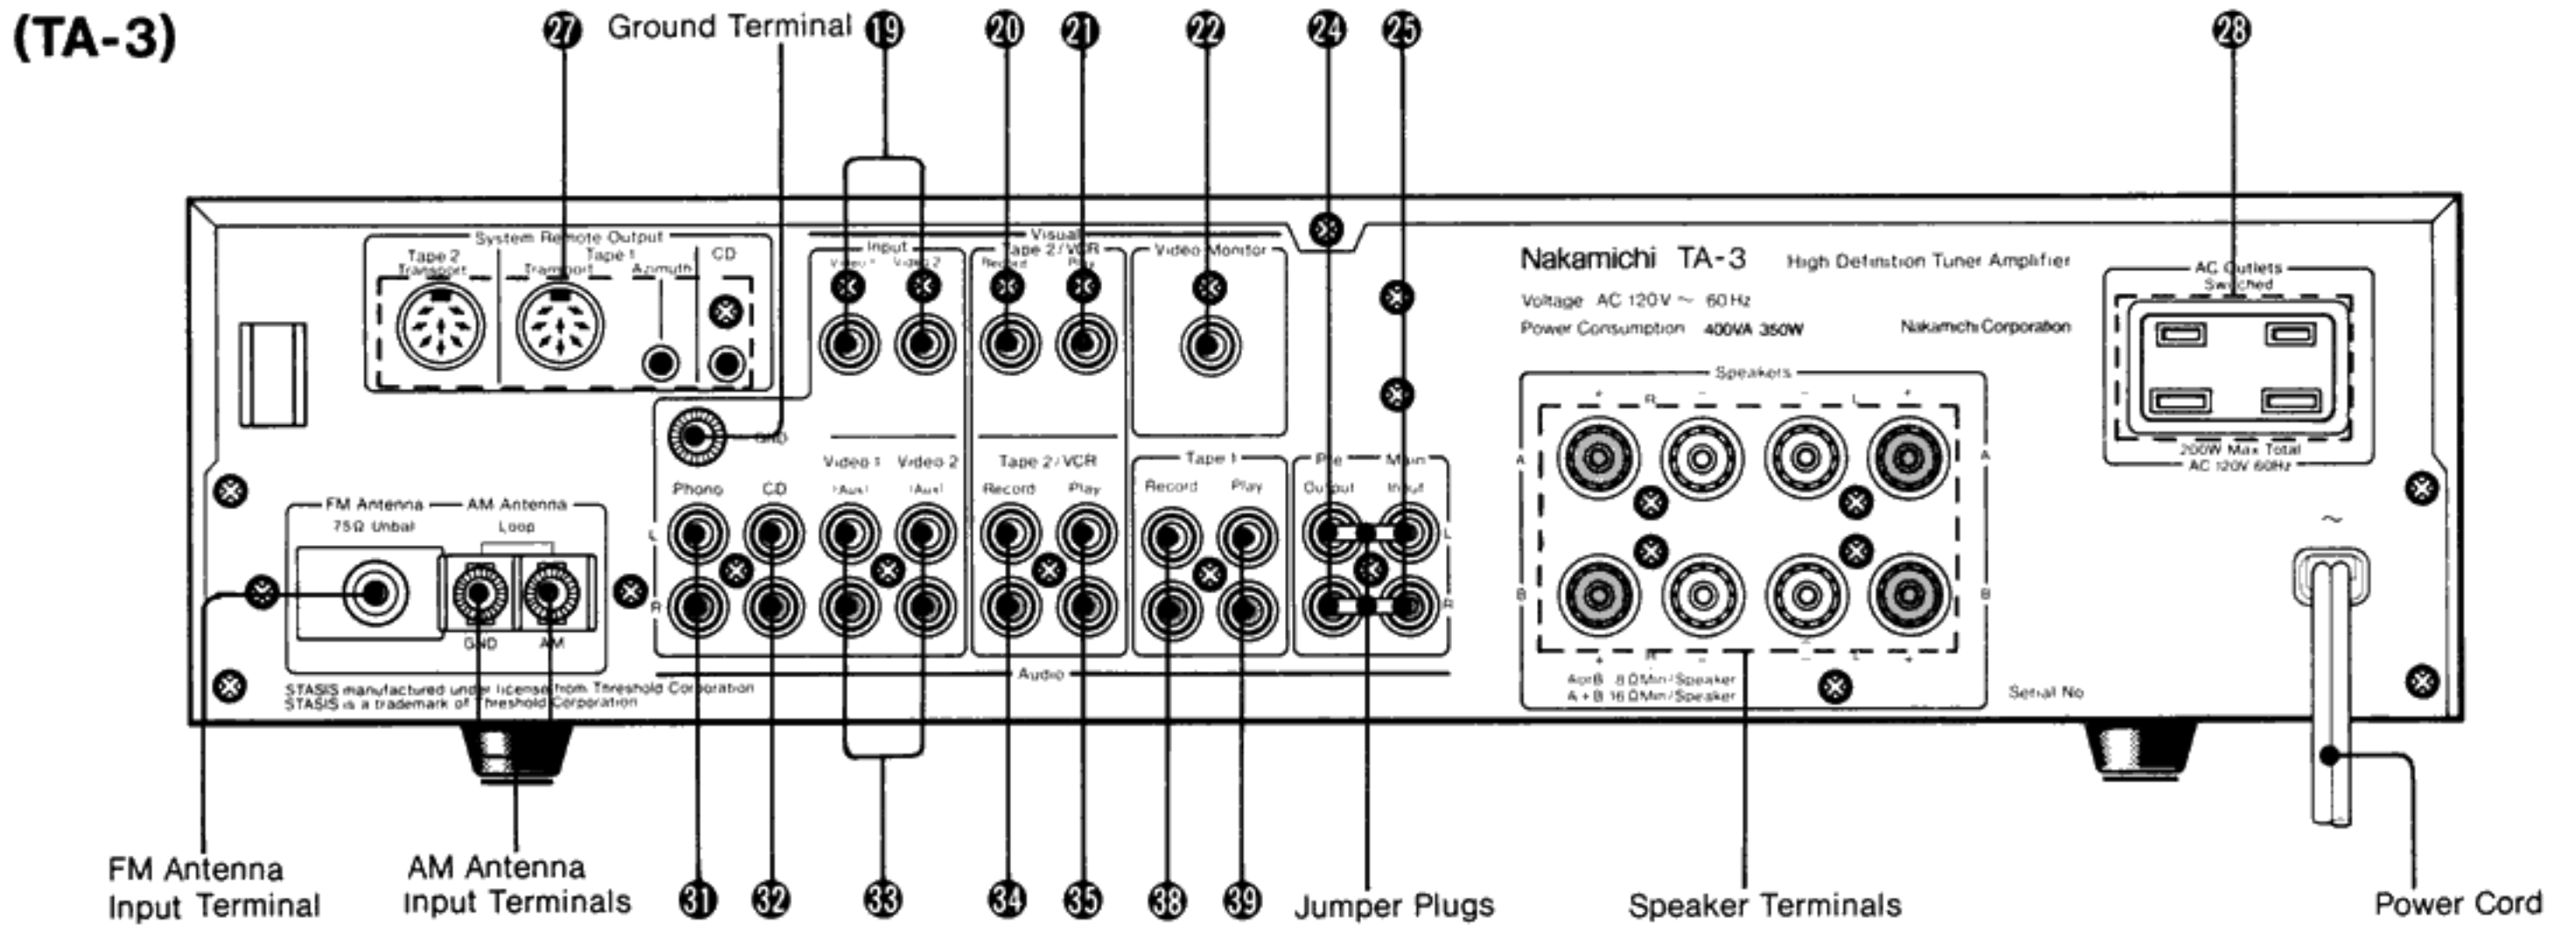 (TA-3)
27
Ground Terminal
19
20
21
22
24
25
28
System Remote Output
Tape 2
Transport
Tape 1
Transport
Azimuth
CD
Visual
Input
Video 1
Video 2
Tape 2/VCR
Record
Play
Video Monitor
Nakamichi TA-3 High Definition Tuner Amplifier
Voltage AC 120V ~ 60Hz
Power Consumption 400VA 350W
Nakamichi Corporation
AC Outlets
Switched
200W Max Total
AC 120V 60Hz
Speakers
+ R − − L +
A
A
B
B
+ R − − L +
A or B 8ΩMin/Speaker
A + B 16ΩMin/Speaker
Serial No
~
GND
Phono
CD
Video 1
(Aux)
Video 2
(Aux)
Tape 2/VCR
Record
Play
Tape 1
Record
Play
Pre
Output
Main
Input
L
L
R
R
Audio
FM Antenna
75Ω Unbal
AM Antenna
Loop
GND
AM
STASIS manufactured under license from Threshold Corporation
STASIS is a trademark of Threshold Corporation
FM Antenna
Input Terminal
AM Antenna
Input Terminals
31
32
33
34
35
38
39
Jumper Plugs
Speaker Terminals
Power Cord